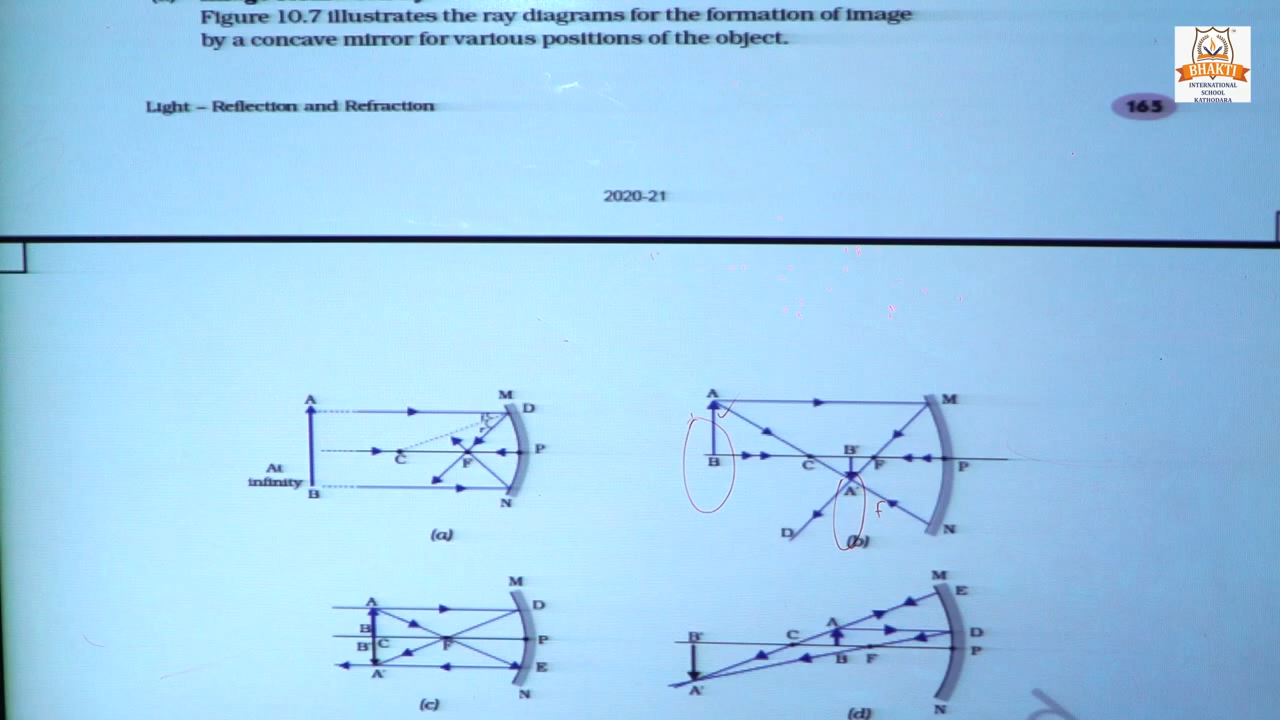 Figure 10.7 illustrates the ray diagrams for the formation of image
by a concave mirror for various positions of the object.
BHAKTI
INTERNATIONAL
SCHOOL
KATHODARA
Light – Reflection and Refraction
165
2020-21
A
M
D
C
F
P
At
infinity
B
N
(a)
A
M
B
C
B'
F
P
A'
D
N
f
(b)
M
A
D
B
B'
C
F
P
A'
E
N
(c)
M
E
A
D
B'
C
P
B
F
A'
N
(d)